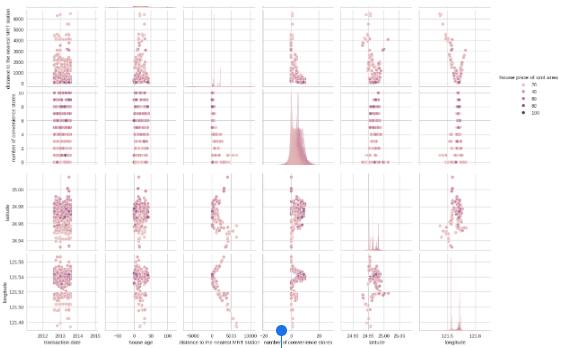 distance to the nearest MRT station
6000
5000
4000
3000
2000
1000
0
house price of unit area
20
40
60
80
100
number of convenience stores
10
8
6
4
2
0
latitude
25.00
24.98
24.96
24.94
longitude
121.56
121.54
121.52
121.50
121.48
2012 2013 2014 2015
0 50 100
0 5000 10000
0 20
24.95 25.00 25.05
121.5 121.6
transaction date
house age
distance to the nearest MRT station
number of convenience stores
latitude
longitude